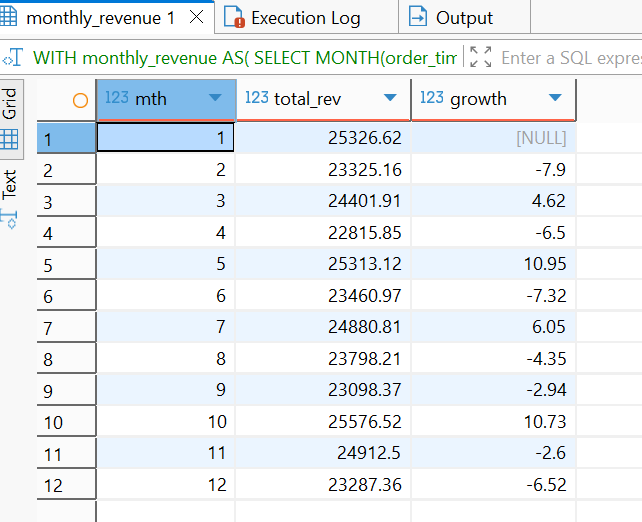 monthly_revenue 1 Execution Log Output
WITH monthly_revenue AS( SELECT MONTH(order_tim Enter a SQL expres
Grid
Text
123 mth 123 total_rev 123 growth
1 1 25326.62 [NULL]
2 2 23325.16 -7.9
3 3 24401.91 4.62
4 4 22815.85 -6.5
5 5 25313.12 10.95
6 6 23460.97 -7.32
7 7 24880.81 6.05
8 8 23798.21 -4.35
9 9 23098.37 -2.94
10 10 25576.52 10.73
11 11 24912.5 -2.6
12 12 23287.36 -6.52